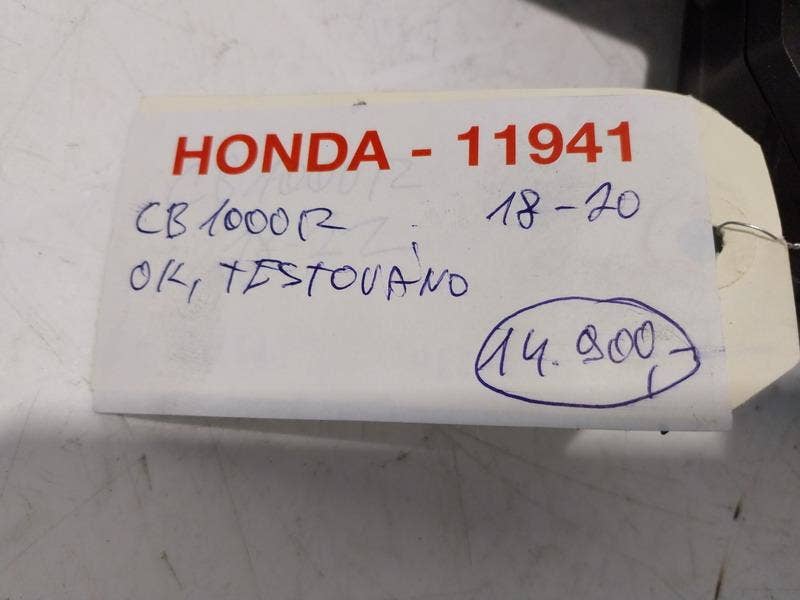 HONDA - 11941
CB1000R 18-20
OK, TESTOVÁNO
14.900,-